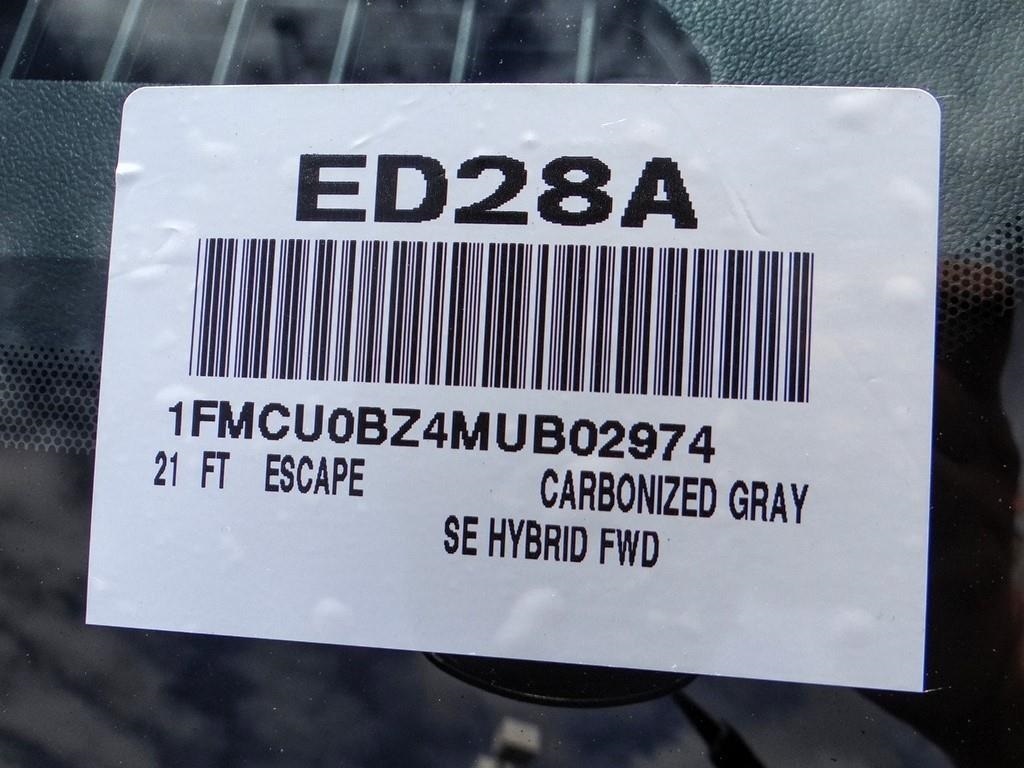 ED28A
1FMCU0BZ4MUB02974
21 FT ESCAPE CARBONIZED GRAY
SE HYBRID FWD